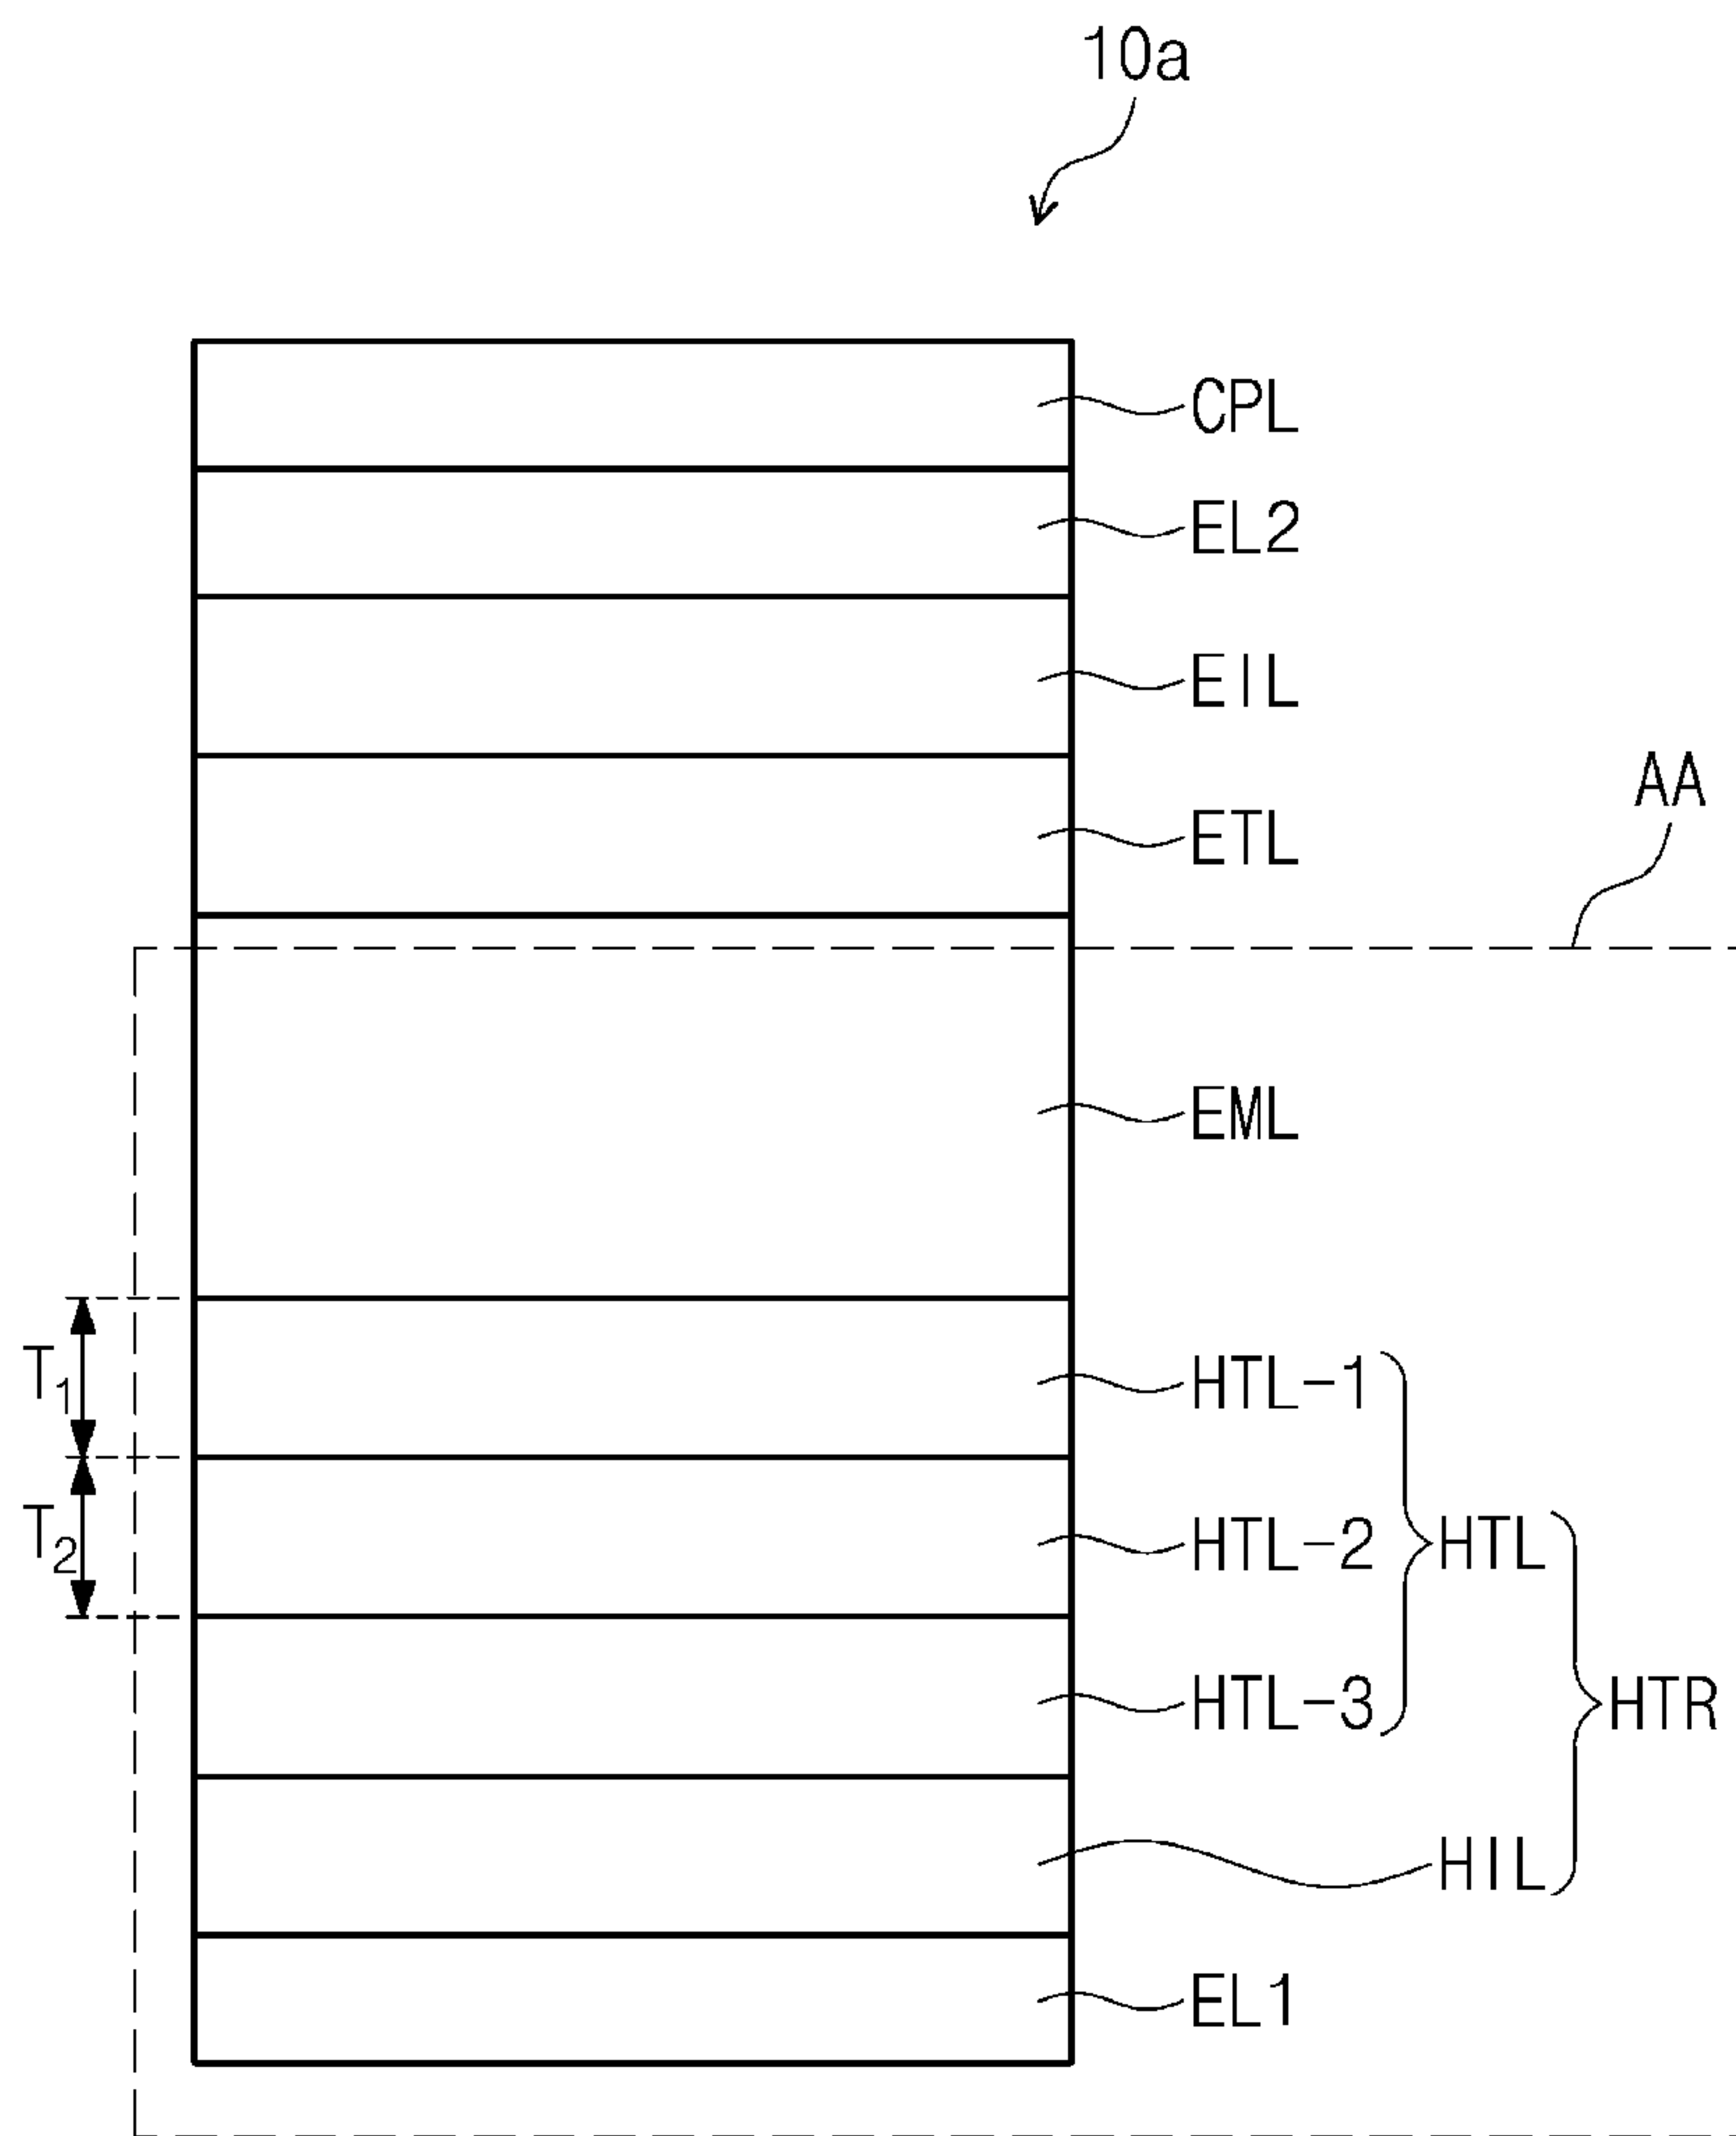 10a
CPL
EL2
EIL
ETL
AA
EML
T1
HTL-1
T2
HTL-2
HTL
HTL-3
HTR
HIL
EL1